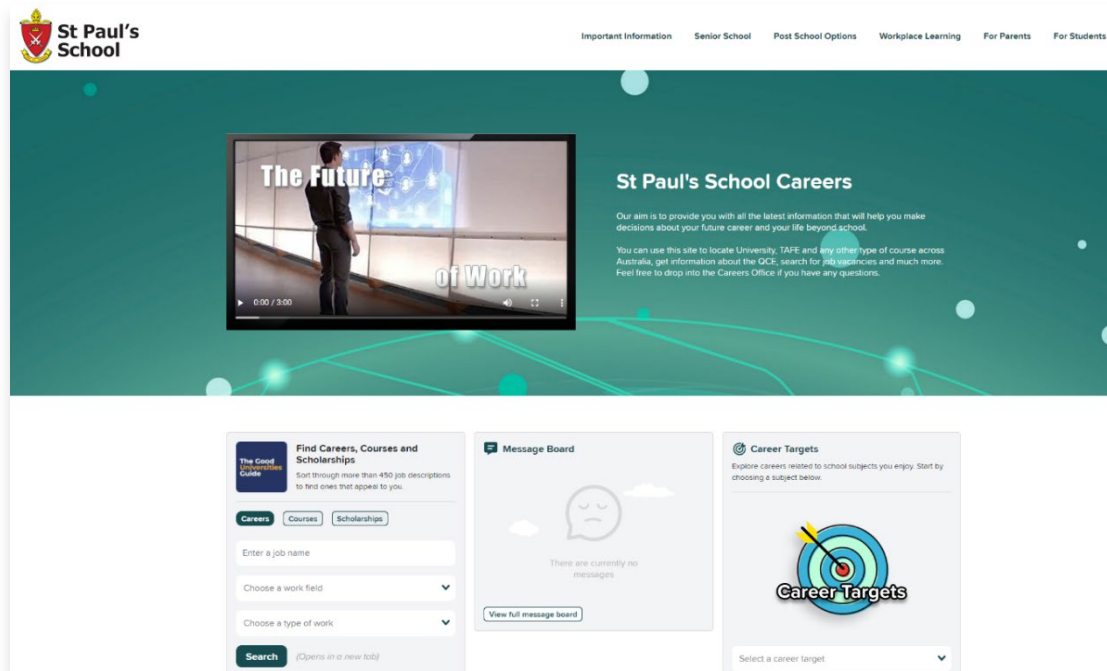 St Paul's
School
Important Information
Senior School
Post School Options
Workplace Learning
For Parents
For Students
The Future
of Work
0:00 / 3:00
St Paul's School Careers
Our aim is to provide you with all the latest information that will help you make
decisions about your future career and your life beyond school.
You can use this site to locate University, TAFE and any other type of course across
Australia, get information about the QCE, search for job vacancies and much more.
Feel free to drop into the Careers Office if you have any questions.
The Good
Universities
Guide
Find Careers, Courses and
Scholarships
Sort through more than 450 job descriptions
to find ones that appeal to you.
Careers
Courses
Scholarships
Enter a job name
Choose a work field
Choose a type of work
Search
(Opens in a new tab)
Message Board
There are currently no
messages
View full message board
Career Targets
Explore careers related to school subjects you enjoy. Start by
choosing a subject below.
Career Targets
Select a career target